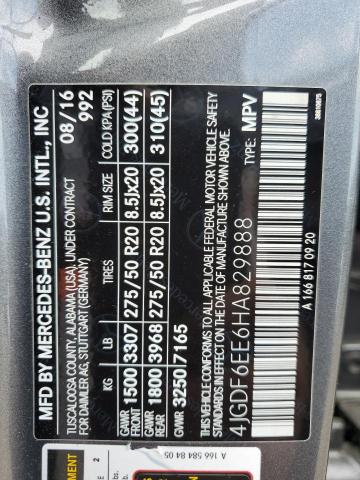 MFD BY MERCEDES-BENZ U.S. INTL., INC
TUSCALOOSA COUNTY, ALABAMA (USA), UNDER CONTRACT
FOR DAIMLER AG, STUTTGART (GERMANY)
08/16
992
KG LB TIRES RIM SIZE COLD KPA(PSI)
GAWR FRONT 1500 3307 275/50 R20 8.5Jx20 300(44)
GAWR REAR 1800 3968 275/50 R20 8.5Jx20 310(45)
GVWR 3250/7165
THIS VEHICLE CONFORMS TO ALL APPLICABLE FEDERAL MOTOR VEHICLE SAFETY
STANDARDS IN EFFECT ON THE DATE OF MANUFACTURE SHOWN ABOVE.
4JGDF6EE6HA829888 TYPE: MPV
A 166 817 09 20
A 166 584 84 05
2